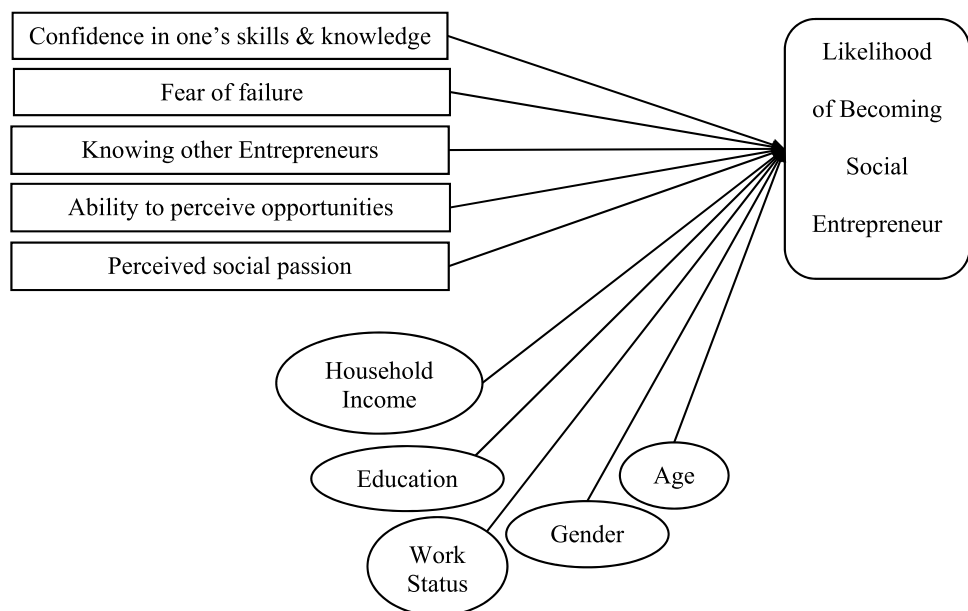 Confidence in one’s skills & knowledge
Fear of failure
Knowing other Entrepreneurs
Ability to perceive opportunities
Perceived social passion
Likelihood
of Becoming
Social
Entrepreneur
Household
Income
Education
Work
Status
Gender
Age